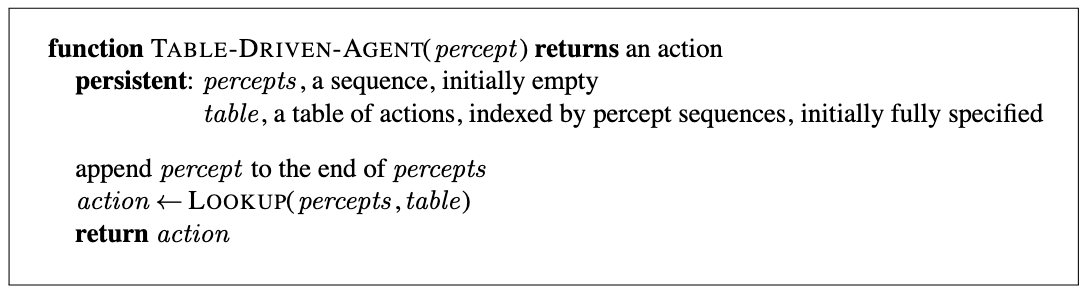 function TABLE-DRIVEN-AGENT(percept) returns an action
persistent: percepts, a sequence, initially empty
table, a table of actions, indexed by percept sequences, initially fully specified
append percept to the end of percepts
action ← LOOKUP(percepts, table)
return action